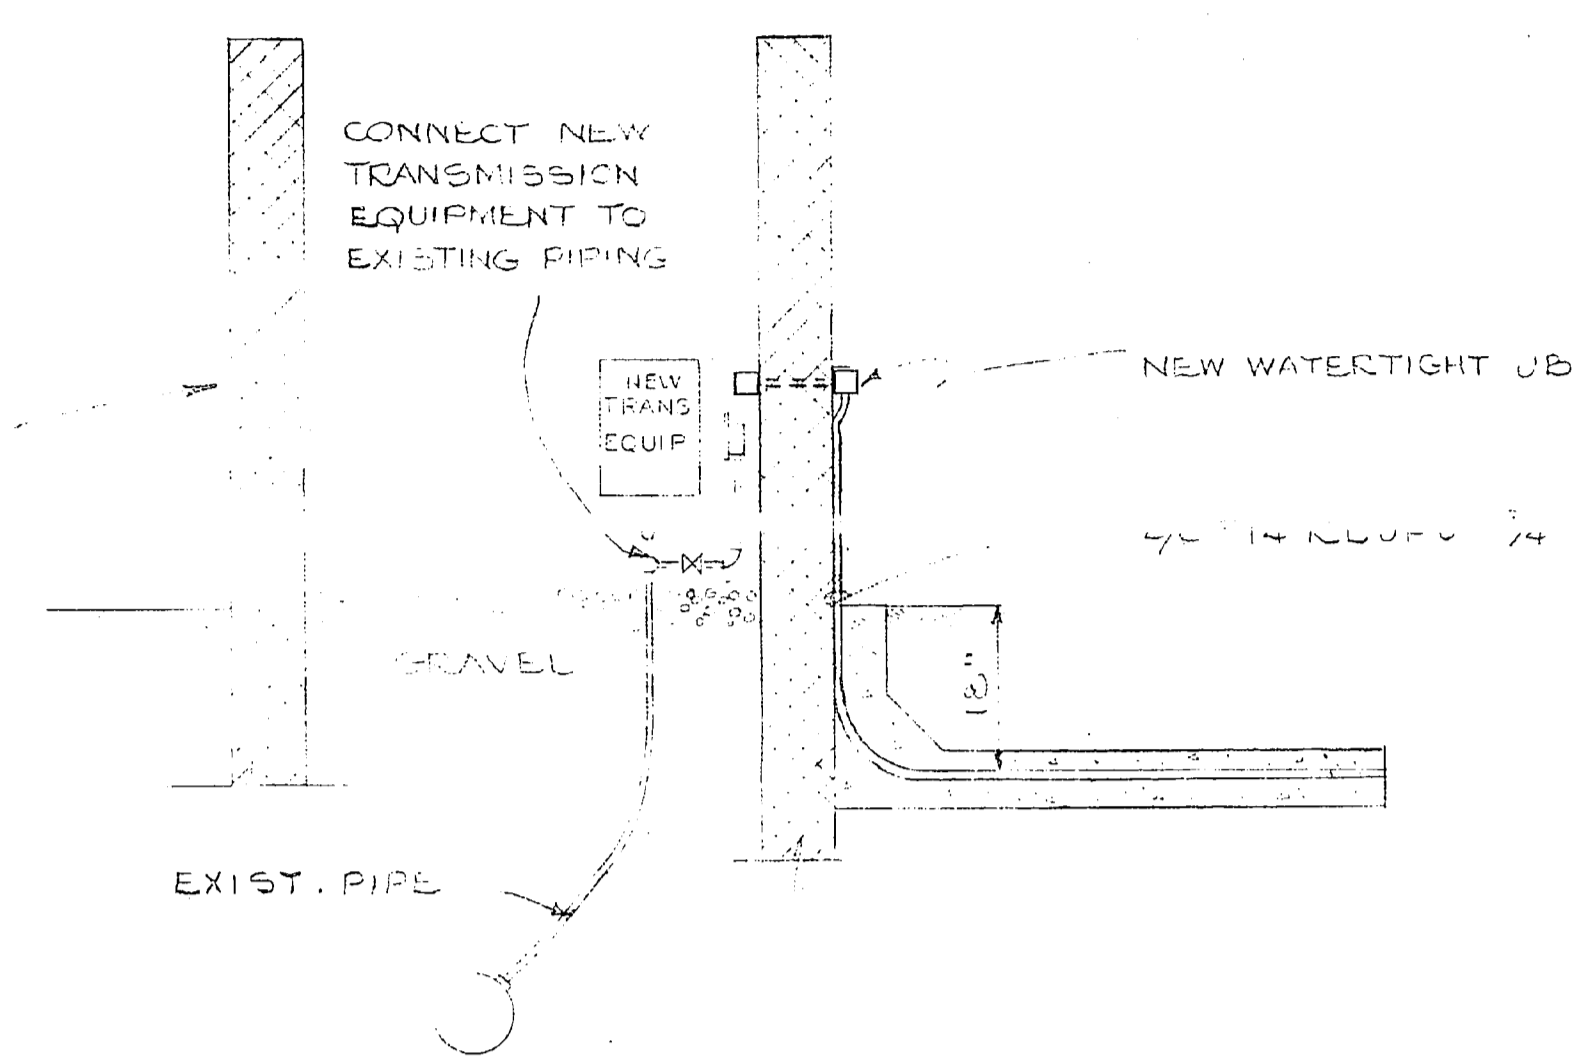 CONNECT NEW
TRANSMISSION
EQUIPMENT TO
EXISTING PIPING
NEW
TRANS
EQUIP
NEW WATERTIGHT JB
GRAVEL
18"
EXIST. PIPE